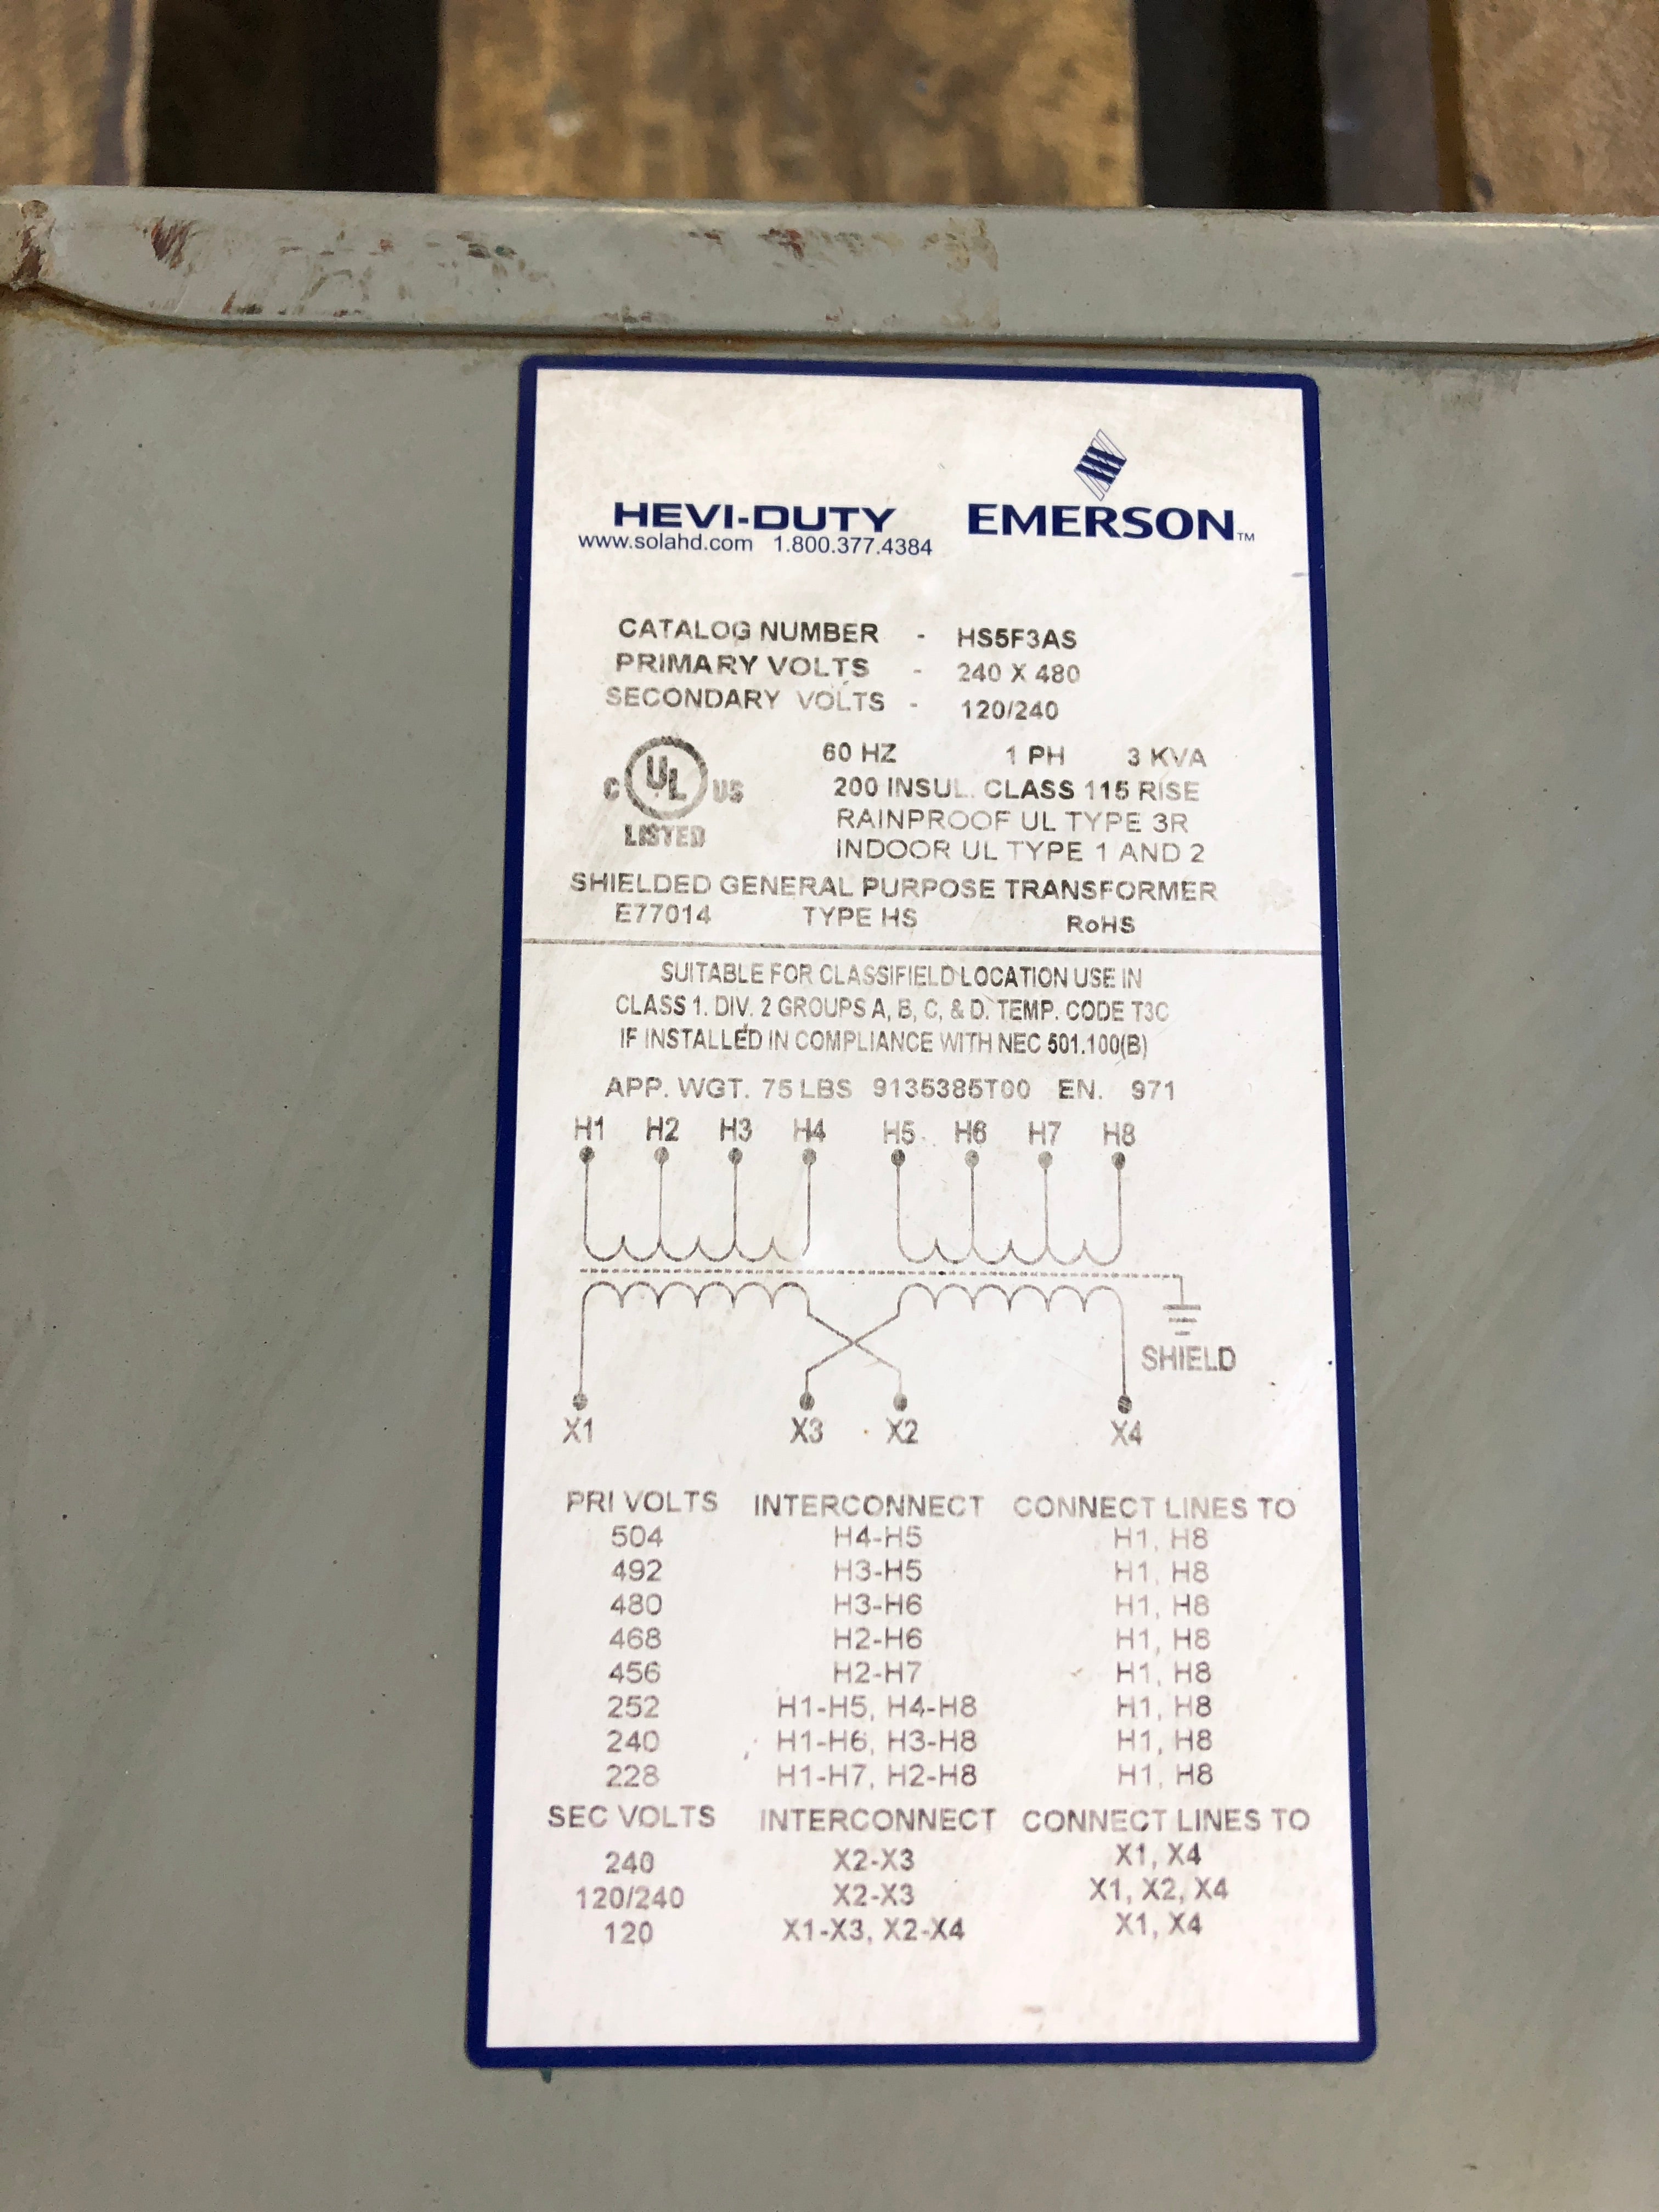 HEVI-DUTY EMERSON™
www.solahd.com 1.800.377.4384
CATALOG NUMBER - HS5F3AS
PRIMARY VOLTS - 240 X 480
SECONDARY VOLTS - 120/240
60 HZ 1 PH 3 KVA
C UL US
LISTED
200 INSUL. CLASS 115 RISE
RAINPROOF UL TYPE 3R
INDOOR UL TYPE 1 AND 2
SHIELDED GENERAL PURPOSE TRANSFORMER
E77014 TYPE HS RoHS
SUITABLE FOR CLASSIFIELD LOCATION USE IN
CLASS 1. DIV. 2 GROUPS A, B, C, & D. TEMP. CODE T3C
IF INSTALLED IN COMPLIANCE WITH NEC 501.100(B)
APP. WGT. 75 LBS 9135385T00 EN. 971
H1 H2 H3 H4 H5 H6 H7 H8
SHIELD
X1 X3 X2 X4
PRI VOLTS INTERCONNECT CONNECT LINES TO
504 H4-H5 H1, H8
492 H3-H5 H1, H8
480 H3-H6 H1, H8
468 H2-H6 H1, H8
456 H2-H7 H1, H8
252 H1-H5, H4-H8 H1, H8
240 H1-H6, H3-H8 H1, H8
228 H1-H7, H2-H8 H1, H8
SEC VOLTS INTERCONNECT CONNECT LINES TO
240 X2-X3 X1, X4
120/240 X2-X3 X1, X2, X4
120 X1-X3, X2-X4 X1, X4